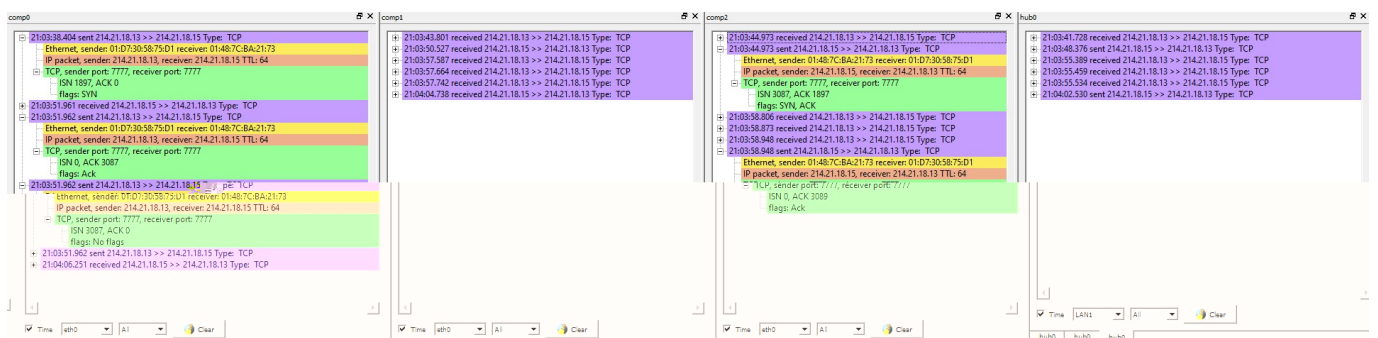 comp0
21:03:38.404 sent 214.21.18.13 >> 214.21.18.15 Type: TCP
Ethernet, sender: 01:D7:30:58:75:D1 receiver: 01:48:7C:BA:21:73
IP packet, sender: 214.21.18.13, receiver: 214.21.18.15 TTL: 64
TCP, sender port: 7777, receiver port: 7777
ISN 1897, ACK 0
flags: SYN
21:03:51.961 received 214.21.18.15 >> 214.21.18.13 Type: TCP
21:03:51.962 sent 214.21.18.13 >> 214.21.18.15 Type: TCP
Ethernet, sender: 01:D7:30:58:75:D1 receiver: 01:48:7C:BA:21:73
IP packet, sender: 214.21.18.13, receiver: 214.21.18.15 TTL: 64
TCP, sender port: 7777, receiver port: 7777
ISN 0, ACK 3087
flags: Ack
21:03:51.962 sent 214.21.18.13 >> 214.21.18.15 pe: TCP
Ethernet, sender: 01:D7:30:58:75:D1 receiver: 01:48:7C:BA:21:73
IP packet, sender: 214.21.18.13, receiver: 214.21.18.15 TTL: 64
TCP, sender port: 7777, receiver port: 7777
ISN 3087, ACK 0
flags: No flags
21:03:51.962 sent 214.21.18.13 >> 214.21.18.15 Type: TCP
21:04:06.251 received 214.21.18.15 >> 214.21.18.13 Type: TCP
Time eth0 All Clear
comp1
21:03:43.801 received 214.21.18.13 >> 214.21.18.15 Type: TCP
21:03:50.527 received 214.21.18.15 >> 214.21.18.13 Type: TCP
21:03:57.587 received 214.21.18.13 >> 214.21.18.15 Type: TCP
21:03:57.664 received 214.21.18.13 >> 214.21.18.15 Type: TCP
21:03:57.742 received 214.21.18.13 >> 214.21.18.15 Type: TCP
21:04:04.738 received 214.21.18.15 >> 214.21.18.13 Type: TCP
Time eth0 All Clear
comp2
21:03:44.973 received 214.21.18.13 >> 214.21.18.15 Type: TCP
21:03:44.973 sent 214.21.18.15 >> 214.21.18.13 Type: TCP
Ethernet, sender: 01:48:7C:BA:21:73 receiver: 01:D7:30:58:75:D1
IP packet, sender: 214.21.18.15, receiver: 214.21.18.13 TTL: 64
TCP, sender port: 7777, receiver port: 7777
ISN 3087, ACK 1897
flags: SYN, ACK
21:03:58.806 received 214.21.18.13 >> 214.21.18.15 Type: TCP
21:03:58.873 received 214.21.18.13 >> 214.21.18.15 Type: TCP
21:03:58.948 received 214.21.18.13 >> 214.21.18.15 Type: TCP
21:03:58.948 sent 214.21.18.15 >> 214.21.18.13 Type: TCP
Ethernet, sender: 01:48:7C:BA:21:73 receiver: 01:D7:30:58:75:D1
IP packet, sender: 214.21.18.15, receiver: 214.21.18.13 TTL: 64
TCP, sender port: 7777, receiver port: 7777
ISN 0, ACK 3089
flags: Ack
Time eth0 All Clear
hub0
21:03:41.728 received 214.21.18.13 >> 214.21.18.15 Type: TCP
21:03:48.376 sent 214.21.18.15 >> 214.21.18.13 Type: TCP
21:03:55.389 received 214.21.18.13 >> 214.21.18.15 Type: TCP
21:03:55.459 received 214.21.18.13 >> 214.21.18.15 Type: TCP
21:03:55.534 received 214.21.18.13 >> 214.21.18.15 Type: TCP
21:04:02.530 sent 214.21.18.15 >> 214.21.18.13 Type: TCP
Time LAN1 All Clear
hub0 hub0 hub0